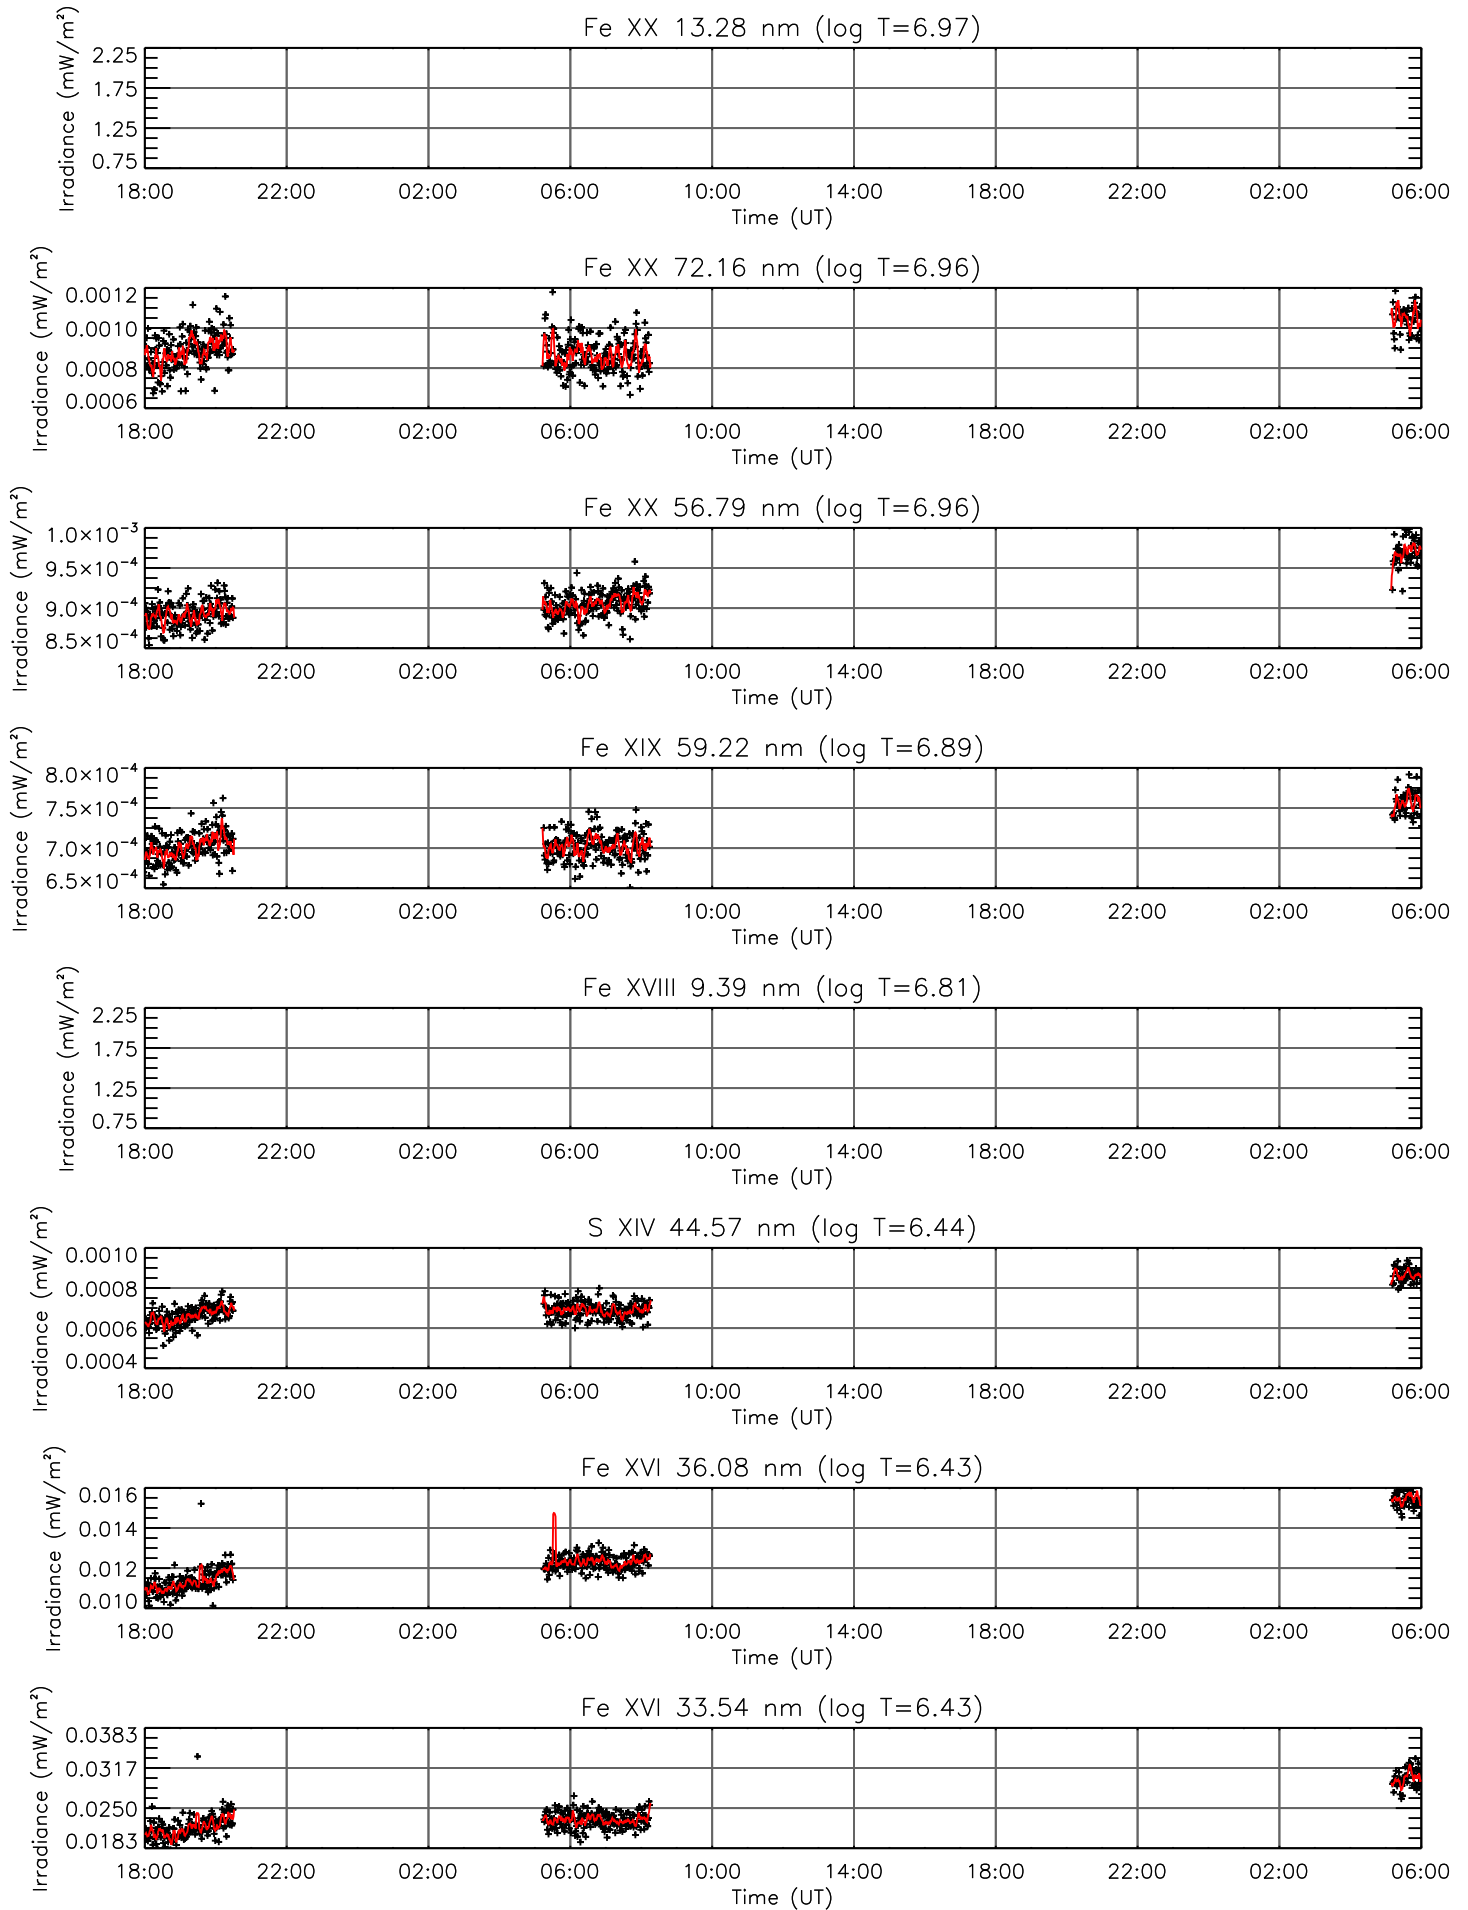 Fe XX 13.28 nm (log T=6.97)
Irradiance (mW/m²)
2.25
1.75
1.25
0.75
18:00 22:00 02:00 06:00 10:00 14:00 18:00 22:00 02:00 06:00
Time (UT)
Fe XX 72.16 nm (log T=6.96)
Irradiance (mW/m²)
0.0012
0.0010
0.0008
0.0006
18:00 22:00 02:00 06:00 10:00 14:00 18:00 22:00 02:00 06:00
Time (UT)
Fe XX 56.79 nm (log T=6.96)
Irradiance (mW/m²)
1.0×10⁻³
9.5×10⁻⁴
9.0×10⁻⁴
8.5×10⁻⁴
18:00 22:00 02:00 06:00 10:00 14:00 18:00 22:00 02:00 06:00
Time (UT)
Fe XIX 59.22 nm (log T=6.89)
Irradiance (mW/m²)
8.0×10⁻⁴
7.5×10⁻⁴
7.0×10⁻⁴
6.5×10⁻⁴
18:00 22:00 02:00 06:00 10:00 14:00 18:00 22:00 02:00 06:00
Time (UT)
Fe XVIII 9.39 nm (log T=6.81)
Irradiance (mW/m²)
2.25
1.75
1.25
0.75
18:00 22:00 02:00 06:00 10:00 14:00 18:00 22:00 02:00 06:00
Time (UT)
S XIV 44.57 nm (log T=6.44)
Irradiance (mW/m²)
0.0010
0.0008
0.0006
0.0004
18:00 22:00 02:00 06:00 10:00 14:00 18:00 22:00 02:00 06:00
Time (UT)
Fe XVI 36.08 nm (log T=6.43)
Irradiance (mW/m²)
0.016
0.014
0.012
0.010
18:00 22:00 02:00 06:00 10:00 14:00 18:00 22:00 02:00 06:00
Time (UT)
Fe XVI 33.54 nm (log T=6.43)
Irradiance (mW/m²)
0.0383
0.0317
0.0250
0.0183
18:00 22:00 02:00 06:00 10:00 14:00 18:00 22:00 02:00 06:00
Time (UT)